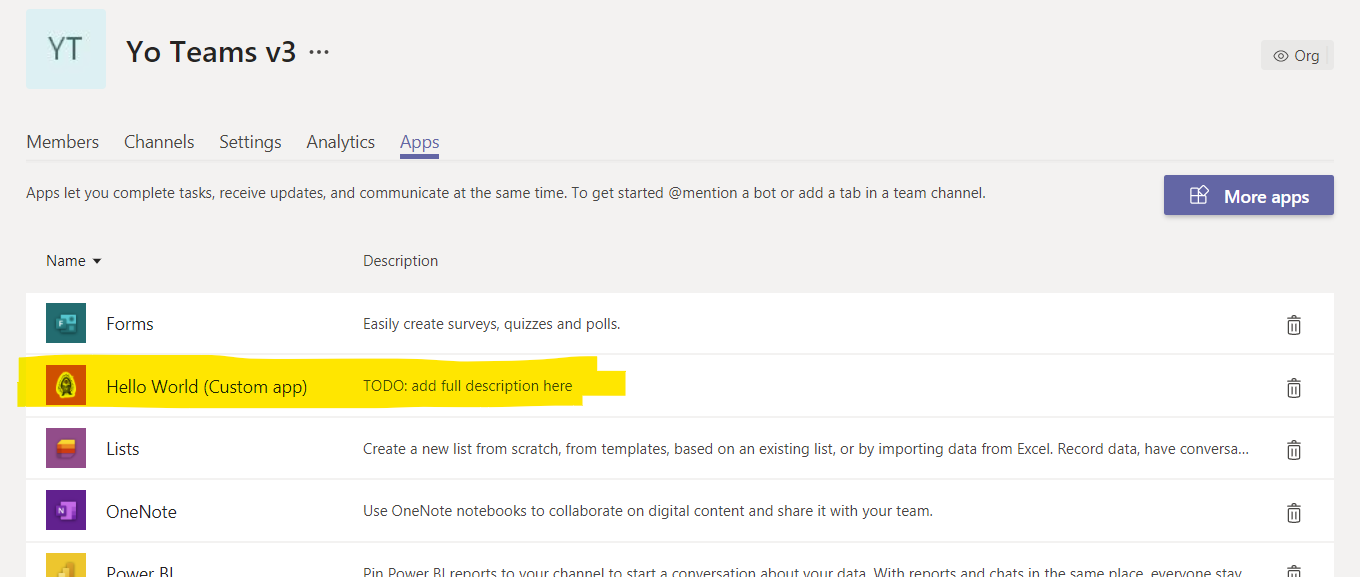 YT
Yo Teams v3 ···
Org
Members Channels Settings Analytics Apps
Apps let you complete tasks, receive updates, and communicate at the same time. To get started @mention a bot or add a tab in a team channel.
More apps
Name Description
Forms Easily create surveys, quizzes and polls.
Hello World (Custom app) TODO: add full description here
Lists Create a new list from scratch, from templates, based on an existing list, or by importing data from Excel. Record data, have conversa...
N
OneNote Use OneNote notebooks to collaborate on digital content and share it with your team.
Power BI Pin Power BI reports to your channel to start a conversation about your data. With reports and chats in the same place, everyone stay